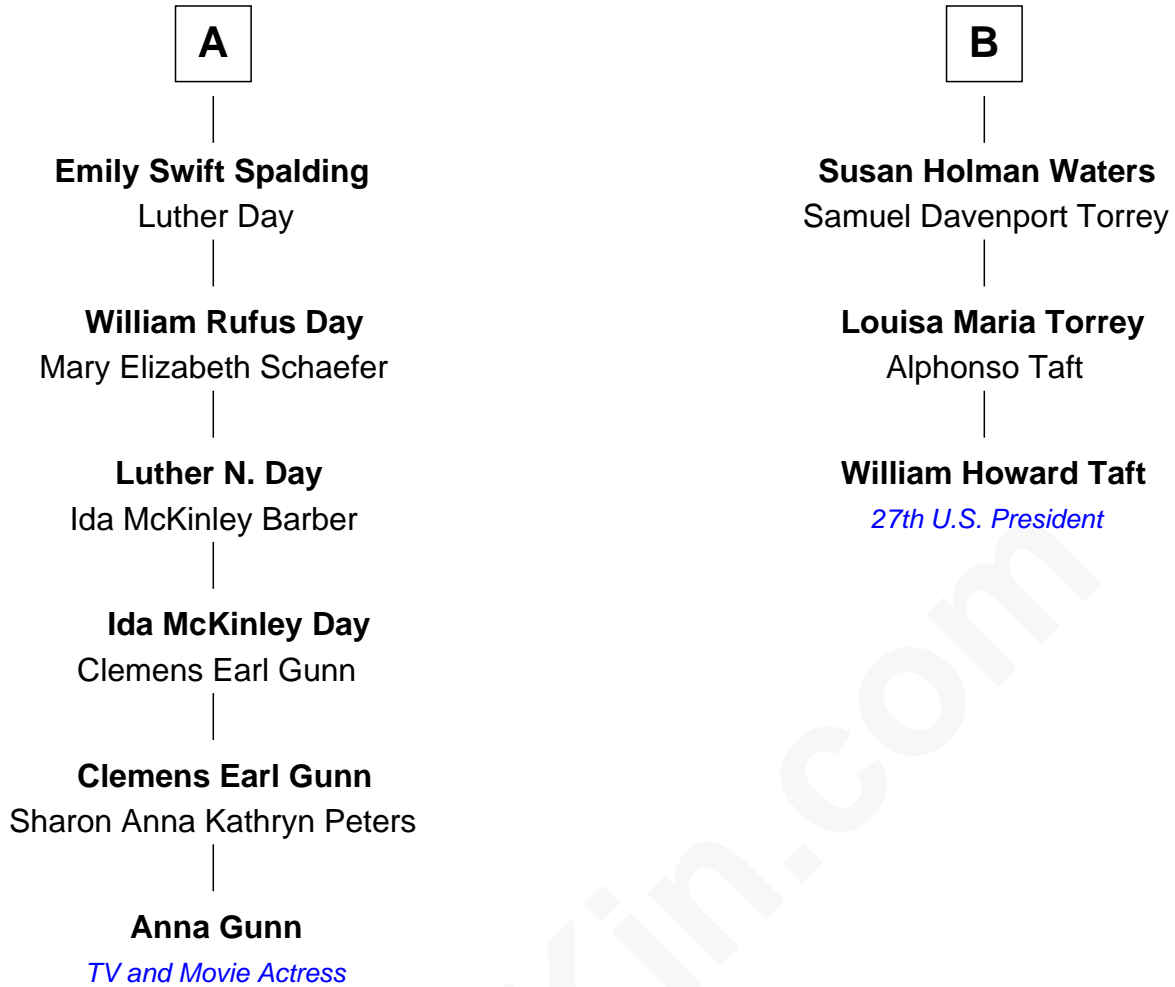 A
Emily Swift Spalding
Luther Day
William Rufus Day
Mary Elizabeth Schaefer
Luther N. Day
Ida McKinley Barber
Ida McKinley Day
Clemens Earl Gunn
Clemens Earl Gunn
Sharon Anna Kathryn Peters
Anna Gunn
TV and Movie Actress
B
Susan Holman Waters
Samuel Davenport Torrey
Louisa Maria Torrey
Alphonso Taft
William Howard Taft
27th U.S. President
Kin.com